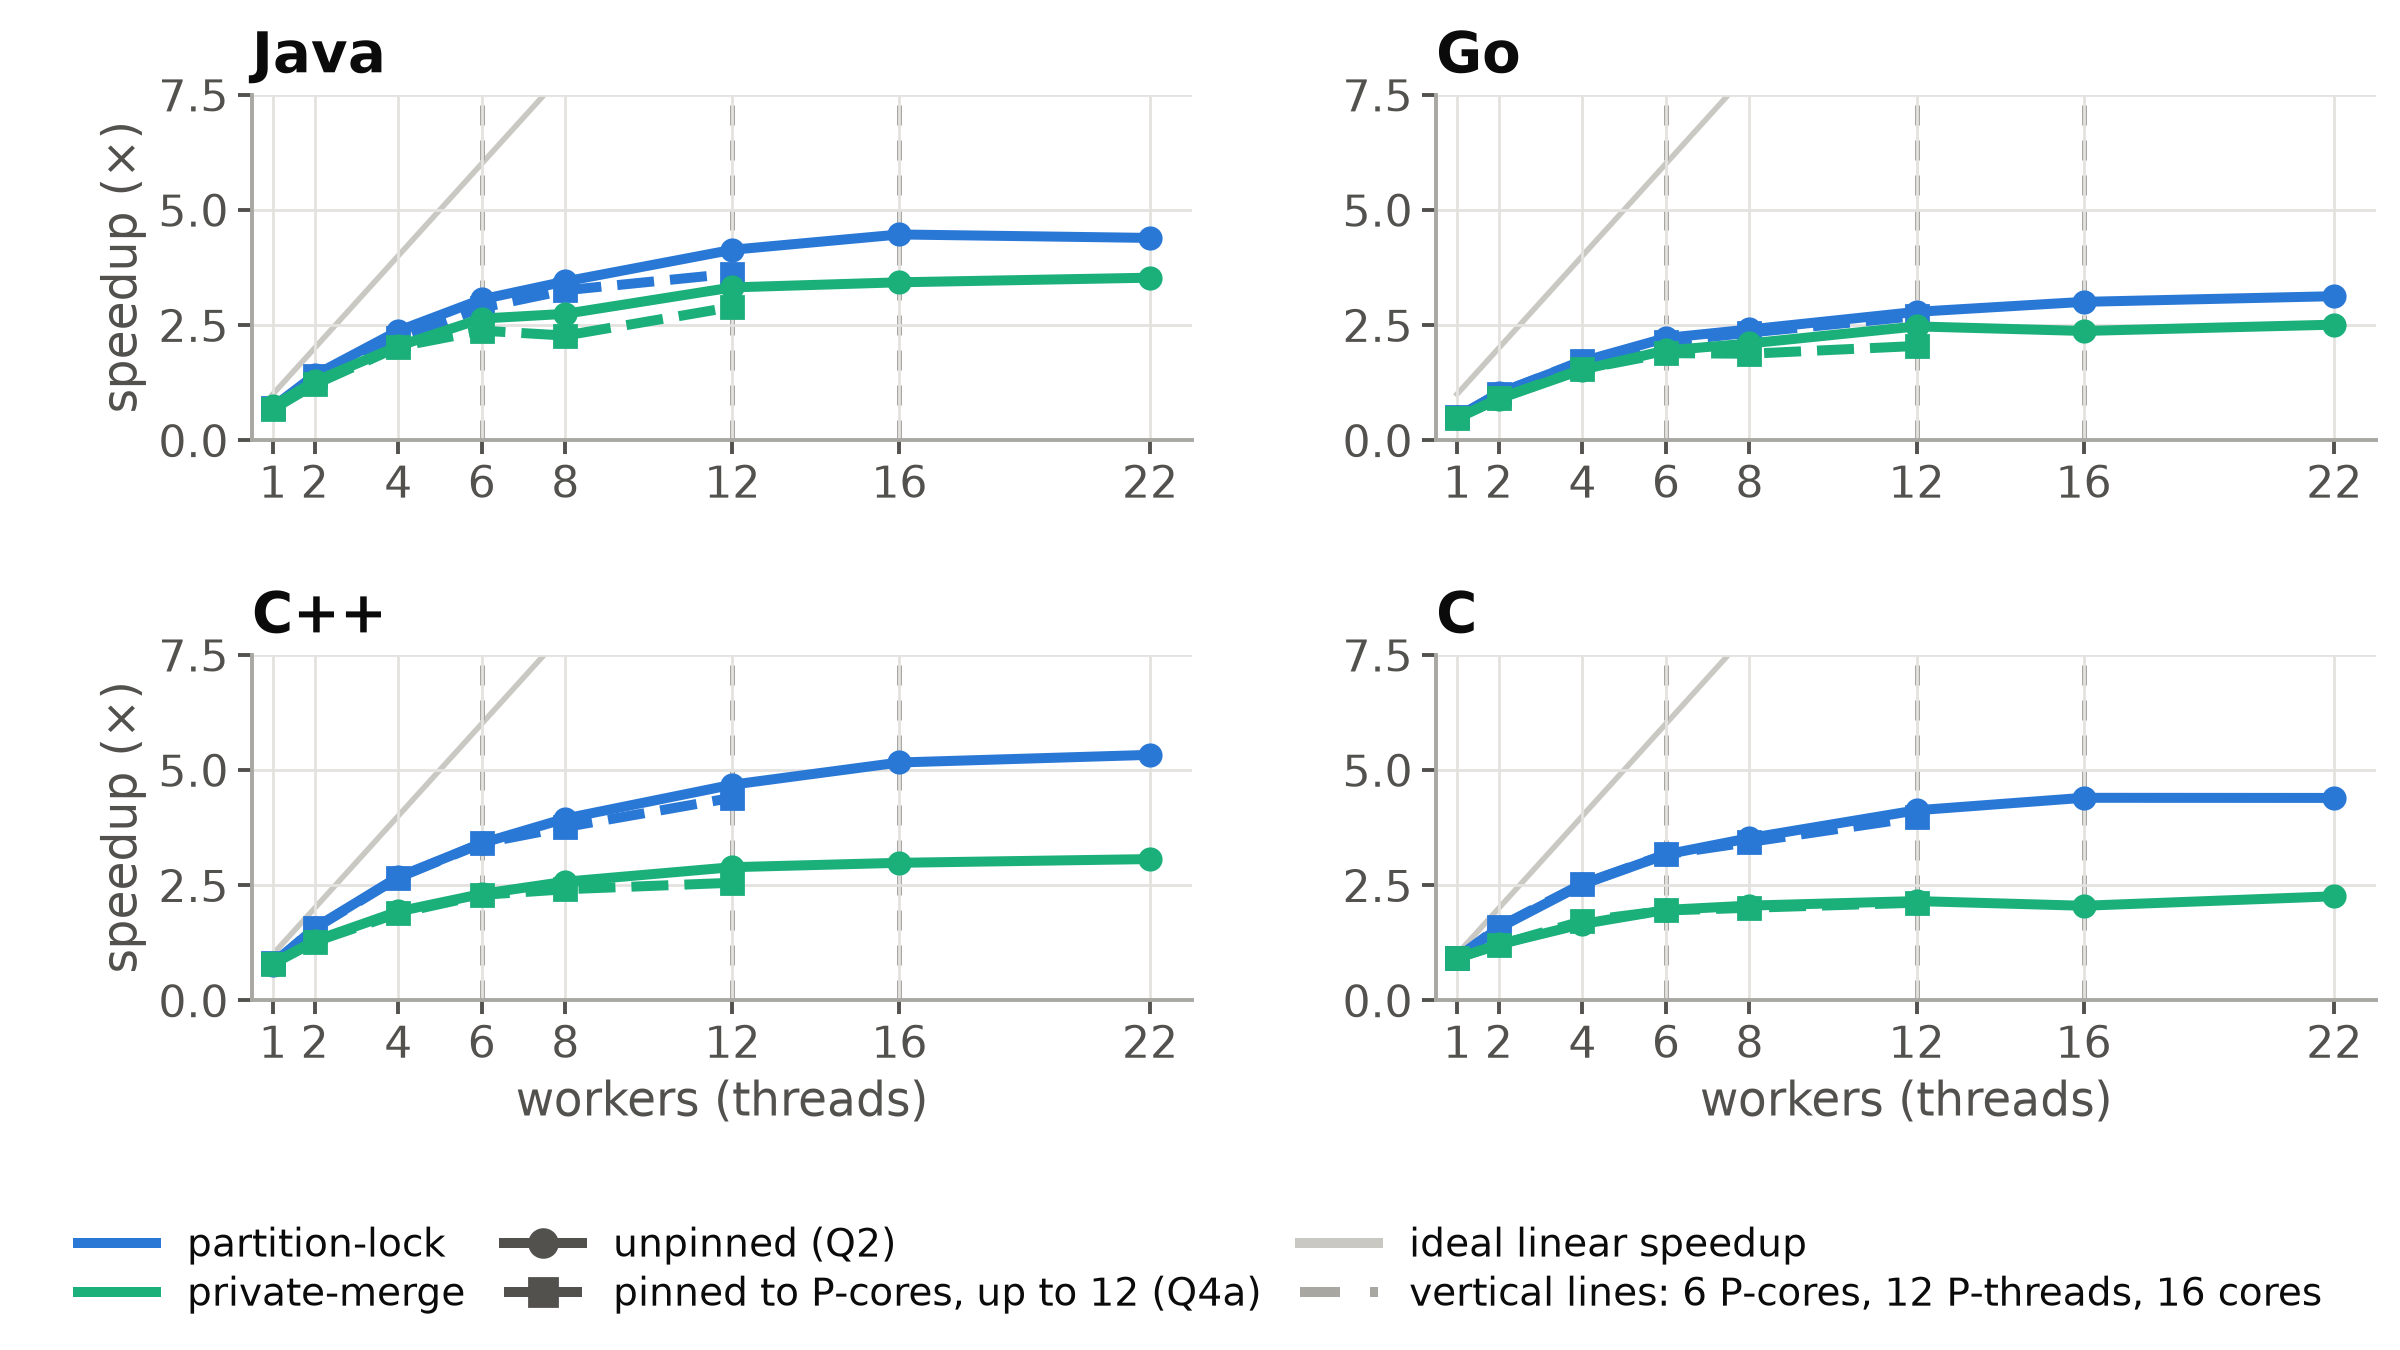 Java
speedup (×)
7.5
5.0
2.5
0.0
1 2 4 6 8 12 16 22
Go
7.5
5.0
2.5
0.0
1 2 4 6 8 12 16 22
C++
speedup (×)
7.5
5.0
2.5
0.0
1 2 4 6 8 12 16 22
workers (threads)
C
7.5
5.0
2.5
0.0
1 2 4 6 8 12 16 22
workers (threads)
partition-lock
private-merge
unpinned (Q2)
pinned to P-cores, up to 12 (Q4a)
ideal linear speedup
vertical lines: 6 P-cores, 12 P-threads, 16 cores